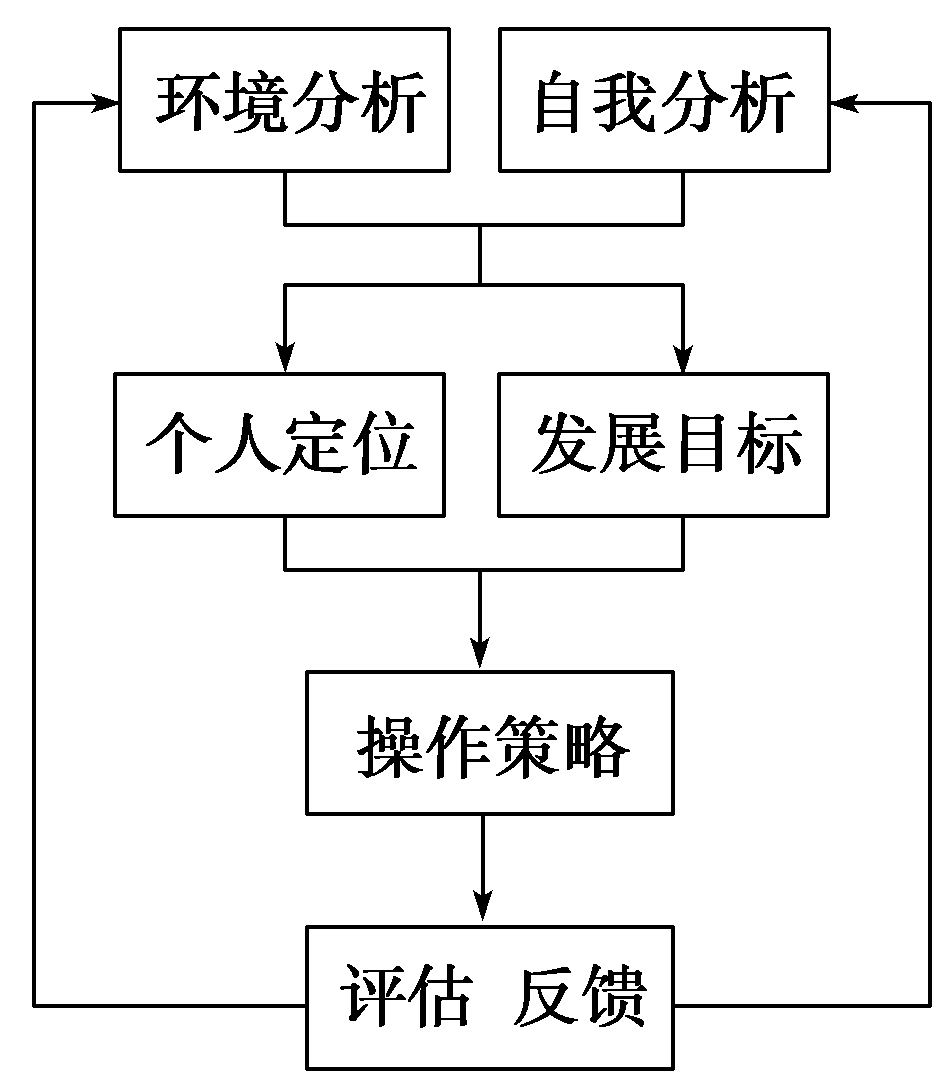 环境分析
自我分析
个人定位
发展目标
操作策略
评估 反馈